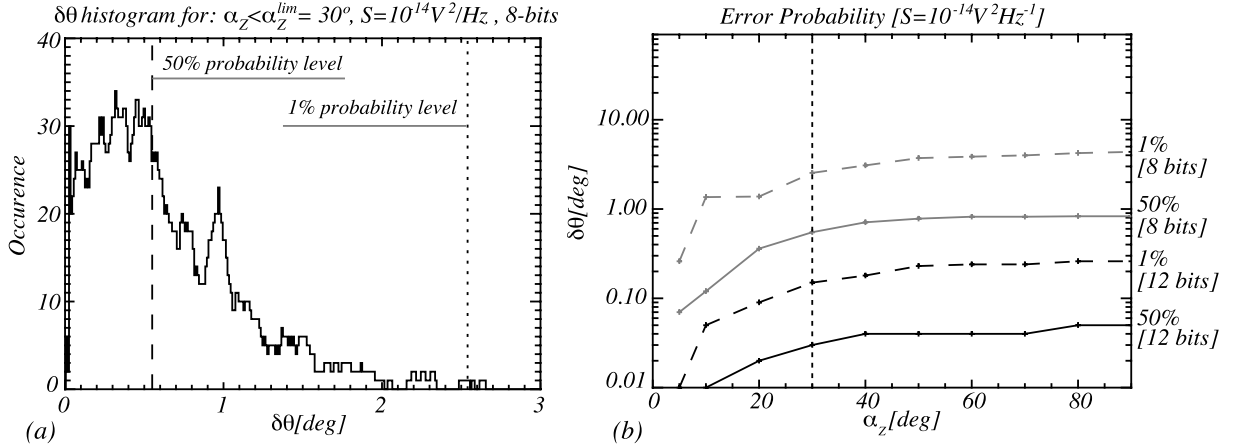 δθ histogram for: α_Z<α_Z^lim= 30°, S=10^-14V^2/Hz , 8-bits
40
30
20
10
0
Occurence
50% probability level
1% probability level
0
1
2
3
δθ[deg]
(a)
Error Probability [S=10^-14V^2Hz^-1]
10.00
1.00
0.10
0.01
δθ[deg]
1%
[8 bits]
50%
[8 bits]
1%
[12 bits]
50%
[12 bits]
0
20
40
60
80
α_Z[deg]
(b)